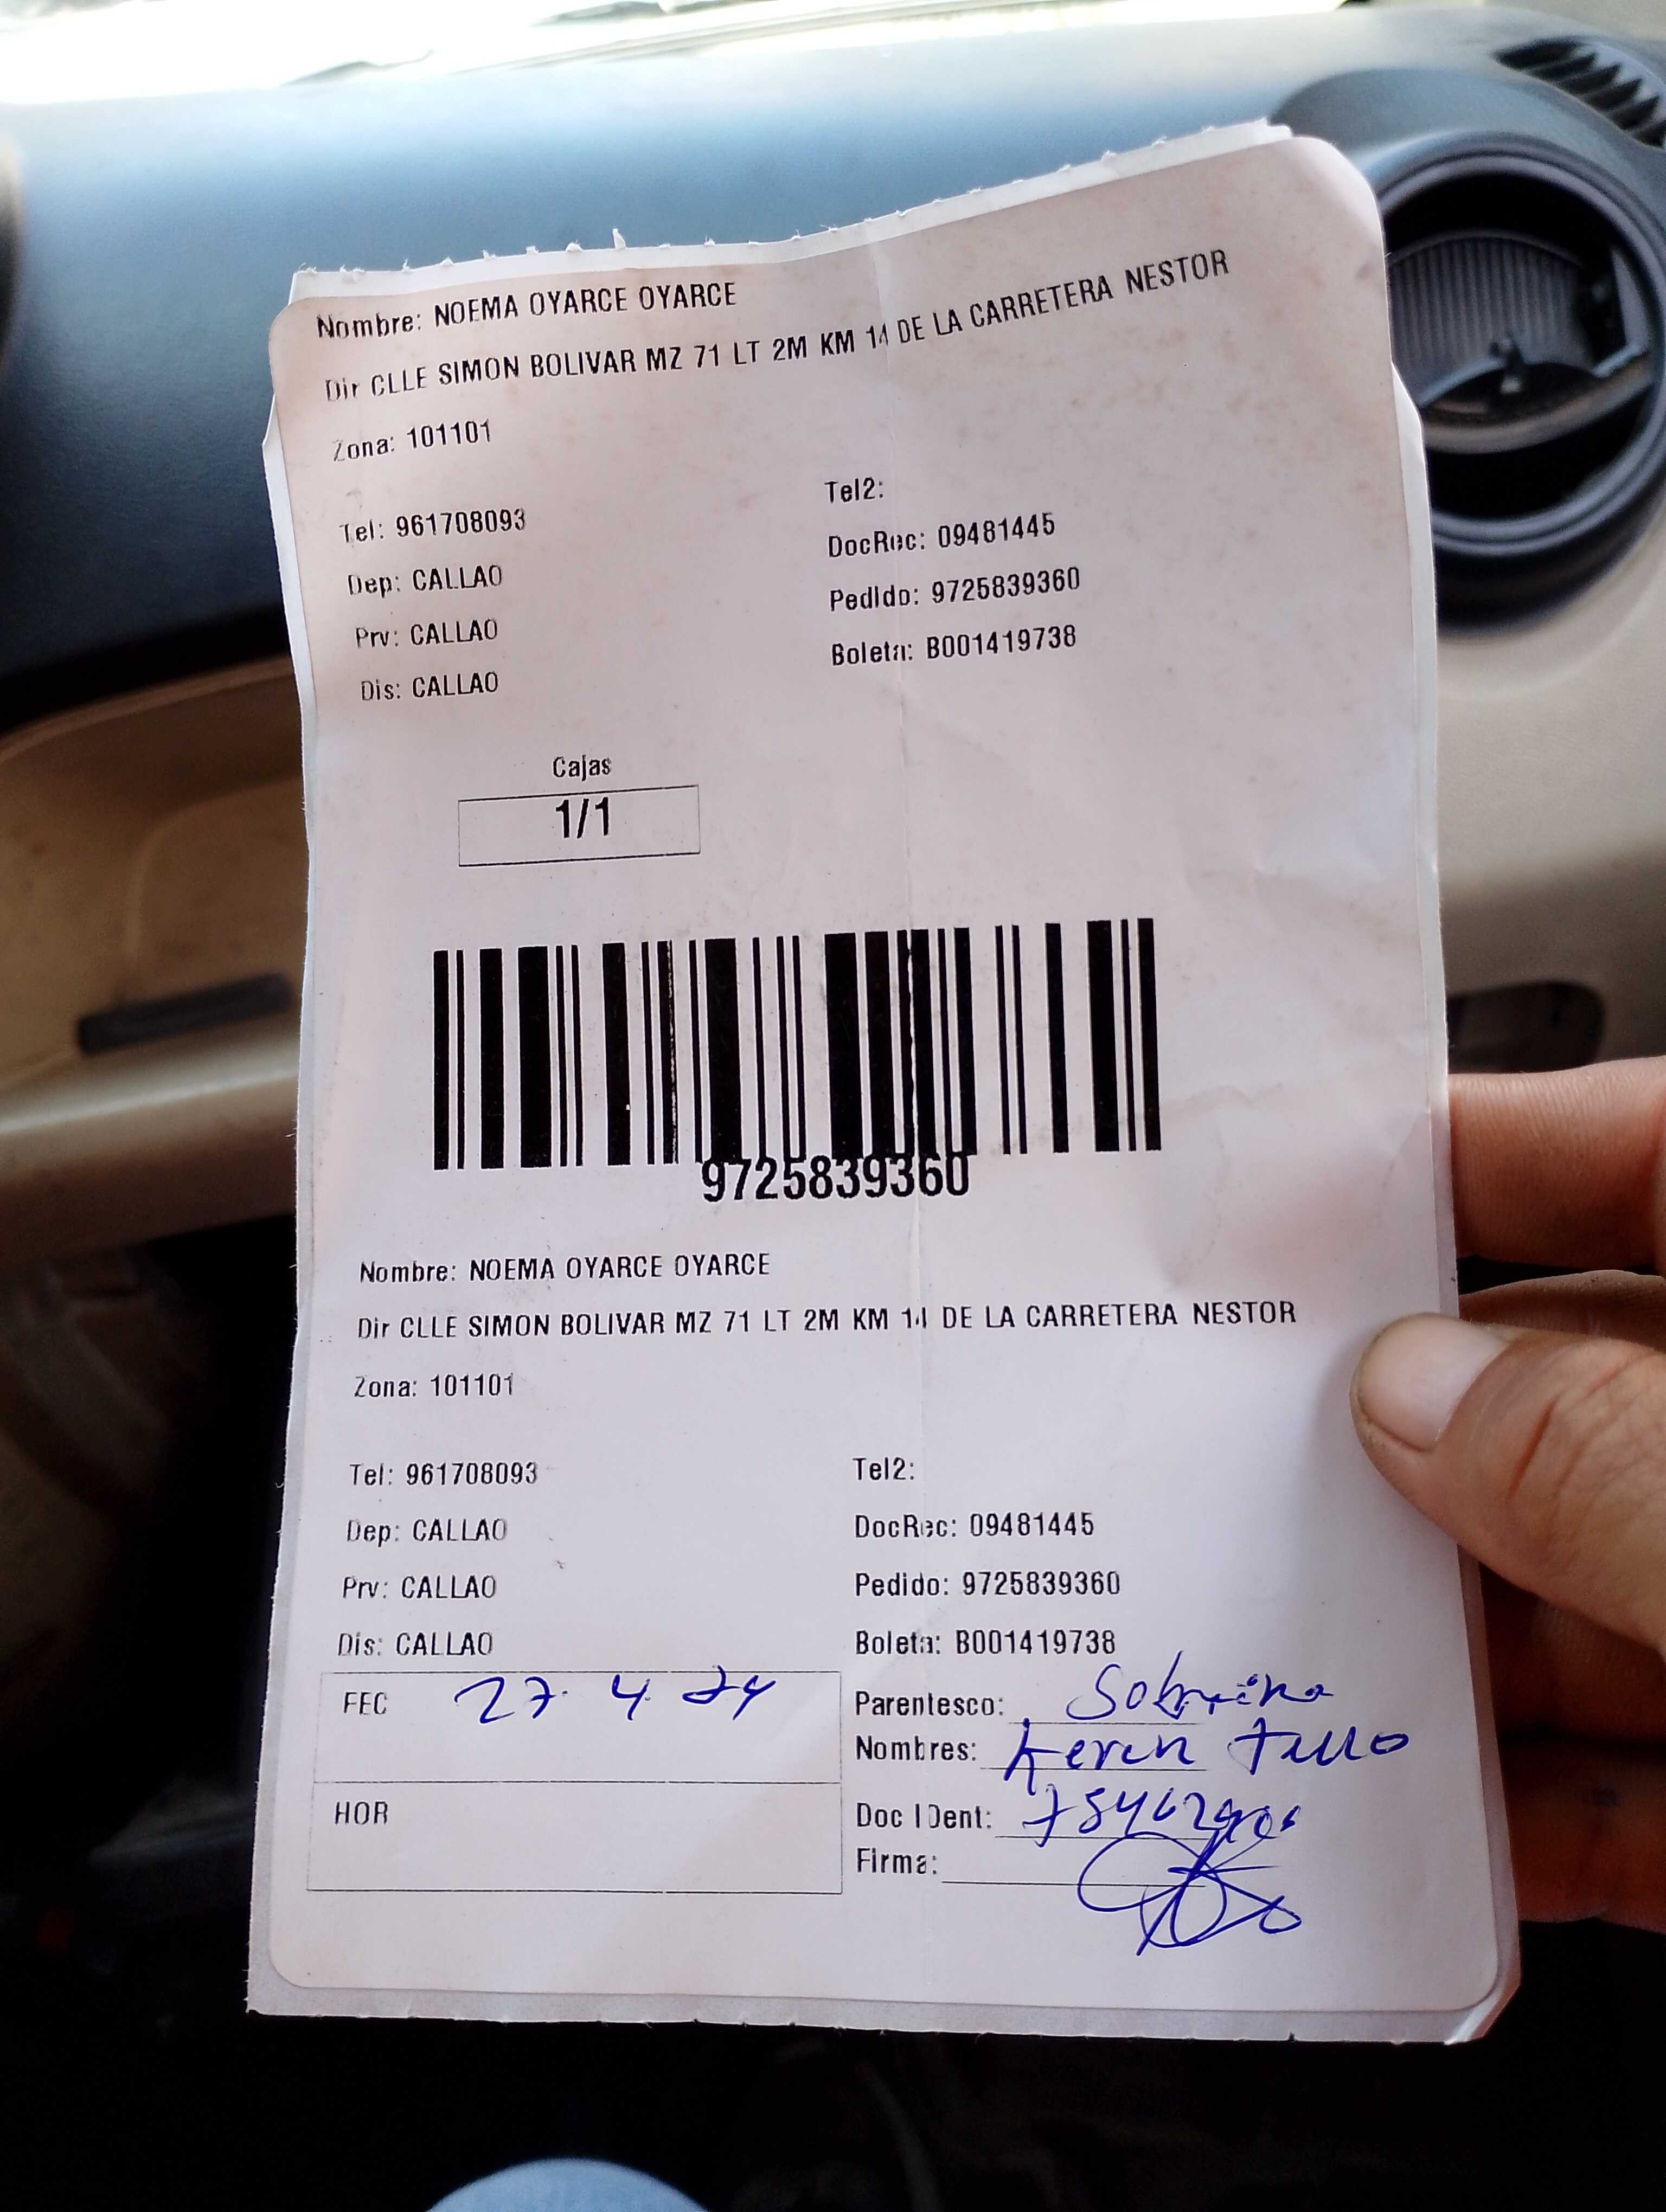 Nombre: NOEMA OYARCE OYARCE
Dir CLLE SIMON BOLIVAR MZ 71 LT 2M KM 14 DE LA CARRETERA NESTOR
Zona: 101101
Tel2:
Tel: 961708093
DocRec: 09481445
Dep: CALLAO
Pedido: 9725839360
Prv: CALLAO
Boleta: B001419738
Dis: CALLAO
Cajas
1/1
9725839360
Nombre: NOEMA OYARCE OYARCE
Dir CLLE SIMON BOLIVAR MZ 71 LT 2M KM 14 DE LA CARRETERA NESTOR
Zona: 101101
Tel: 961708093 Tel2:
Dep: CALLAO DocRec: 09481445
Prv: CALLAO Pedido: 9725839360
Dis: CALLAO Boleta: B001419738
FEC 27. 4. 24
Parentesco: Sobrina
Nombres: Keren Tello
HOR
Doc IDent:
Firma: